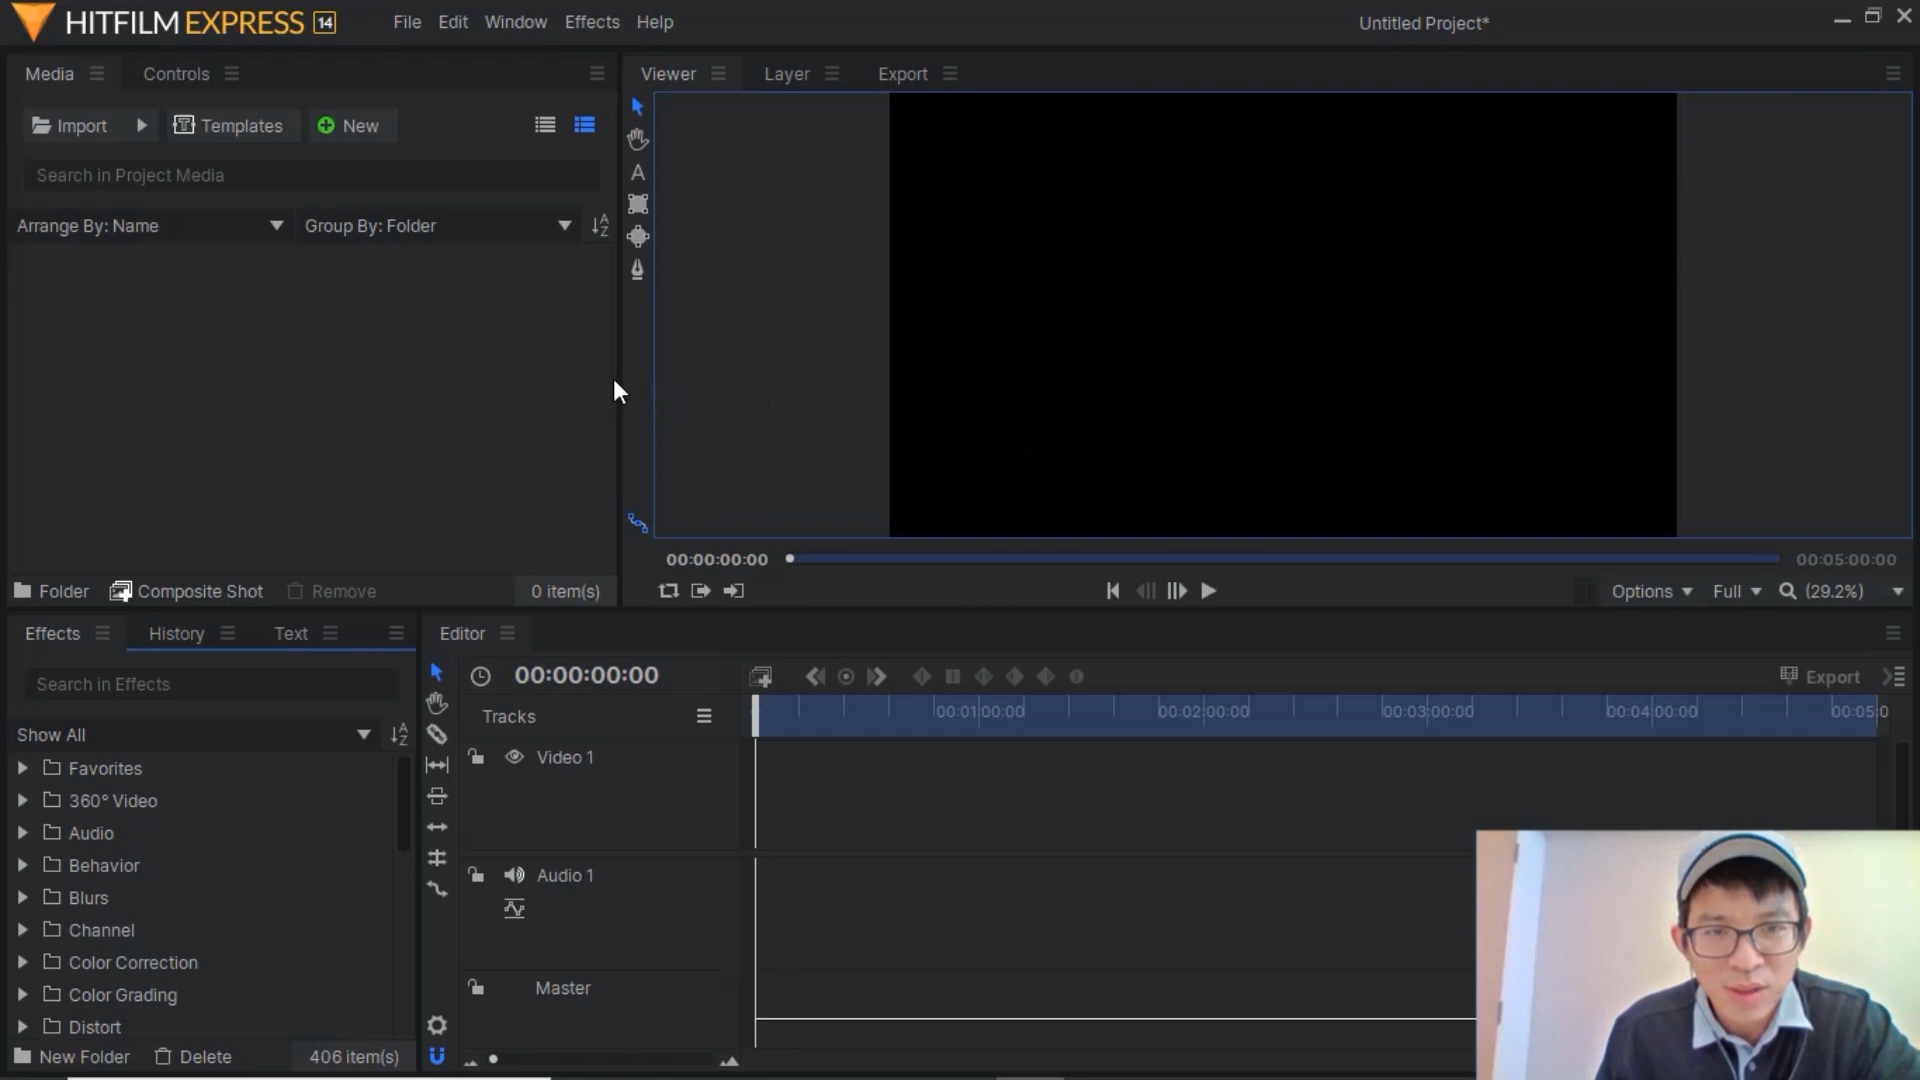 HITFILM EXPRESS 14
File Edit Window Effects Help
Untitled Project*
Media Controls
Viewer Layer Export
Import Templates New
Search in Project Media
Arrange By: Name Group By: Folder
00:00:00:00 00:05:00:00
Folder Composite Shot Remove 0 item(s)
Options Full (29.2%)
Effects History Text
Editor
Search in Effects
00:00:00:00
Export
Show All
Tracks
00:01:00:00 00:02:00:00 00:03:00:00 00:04:00:00 00:05:0
Favorites
360° Video
Audio
Behavior
Blurs
Channel
Color Correction
Color Grading
Distort
Video 1
Audio 1
Master
New Folder Delete 406 item(s)